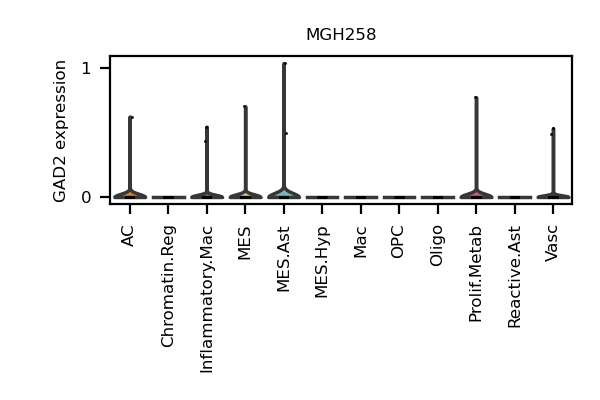 MGH258
GAD2 expression
1
0
AC
Chromatin.Reg
Inflammatory.Mac
MES
MES.Ast
MES.Hyp
Mac
OPC
Oligo
Prolif.Metab
Reactive.Ast
Vasc